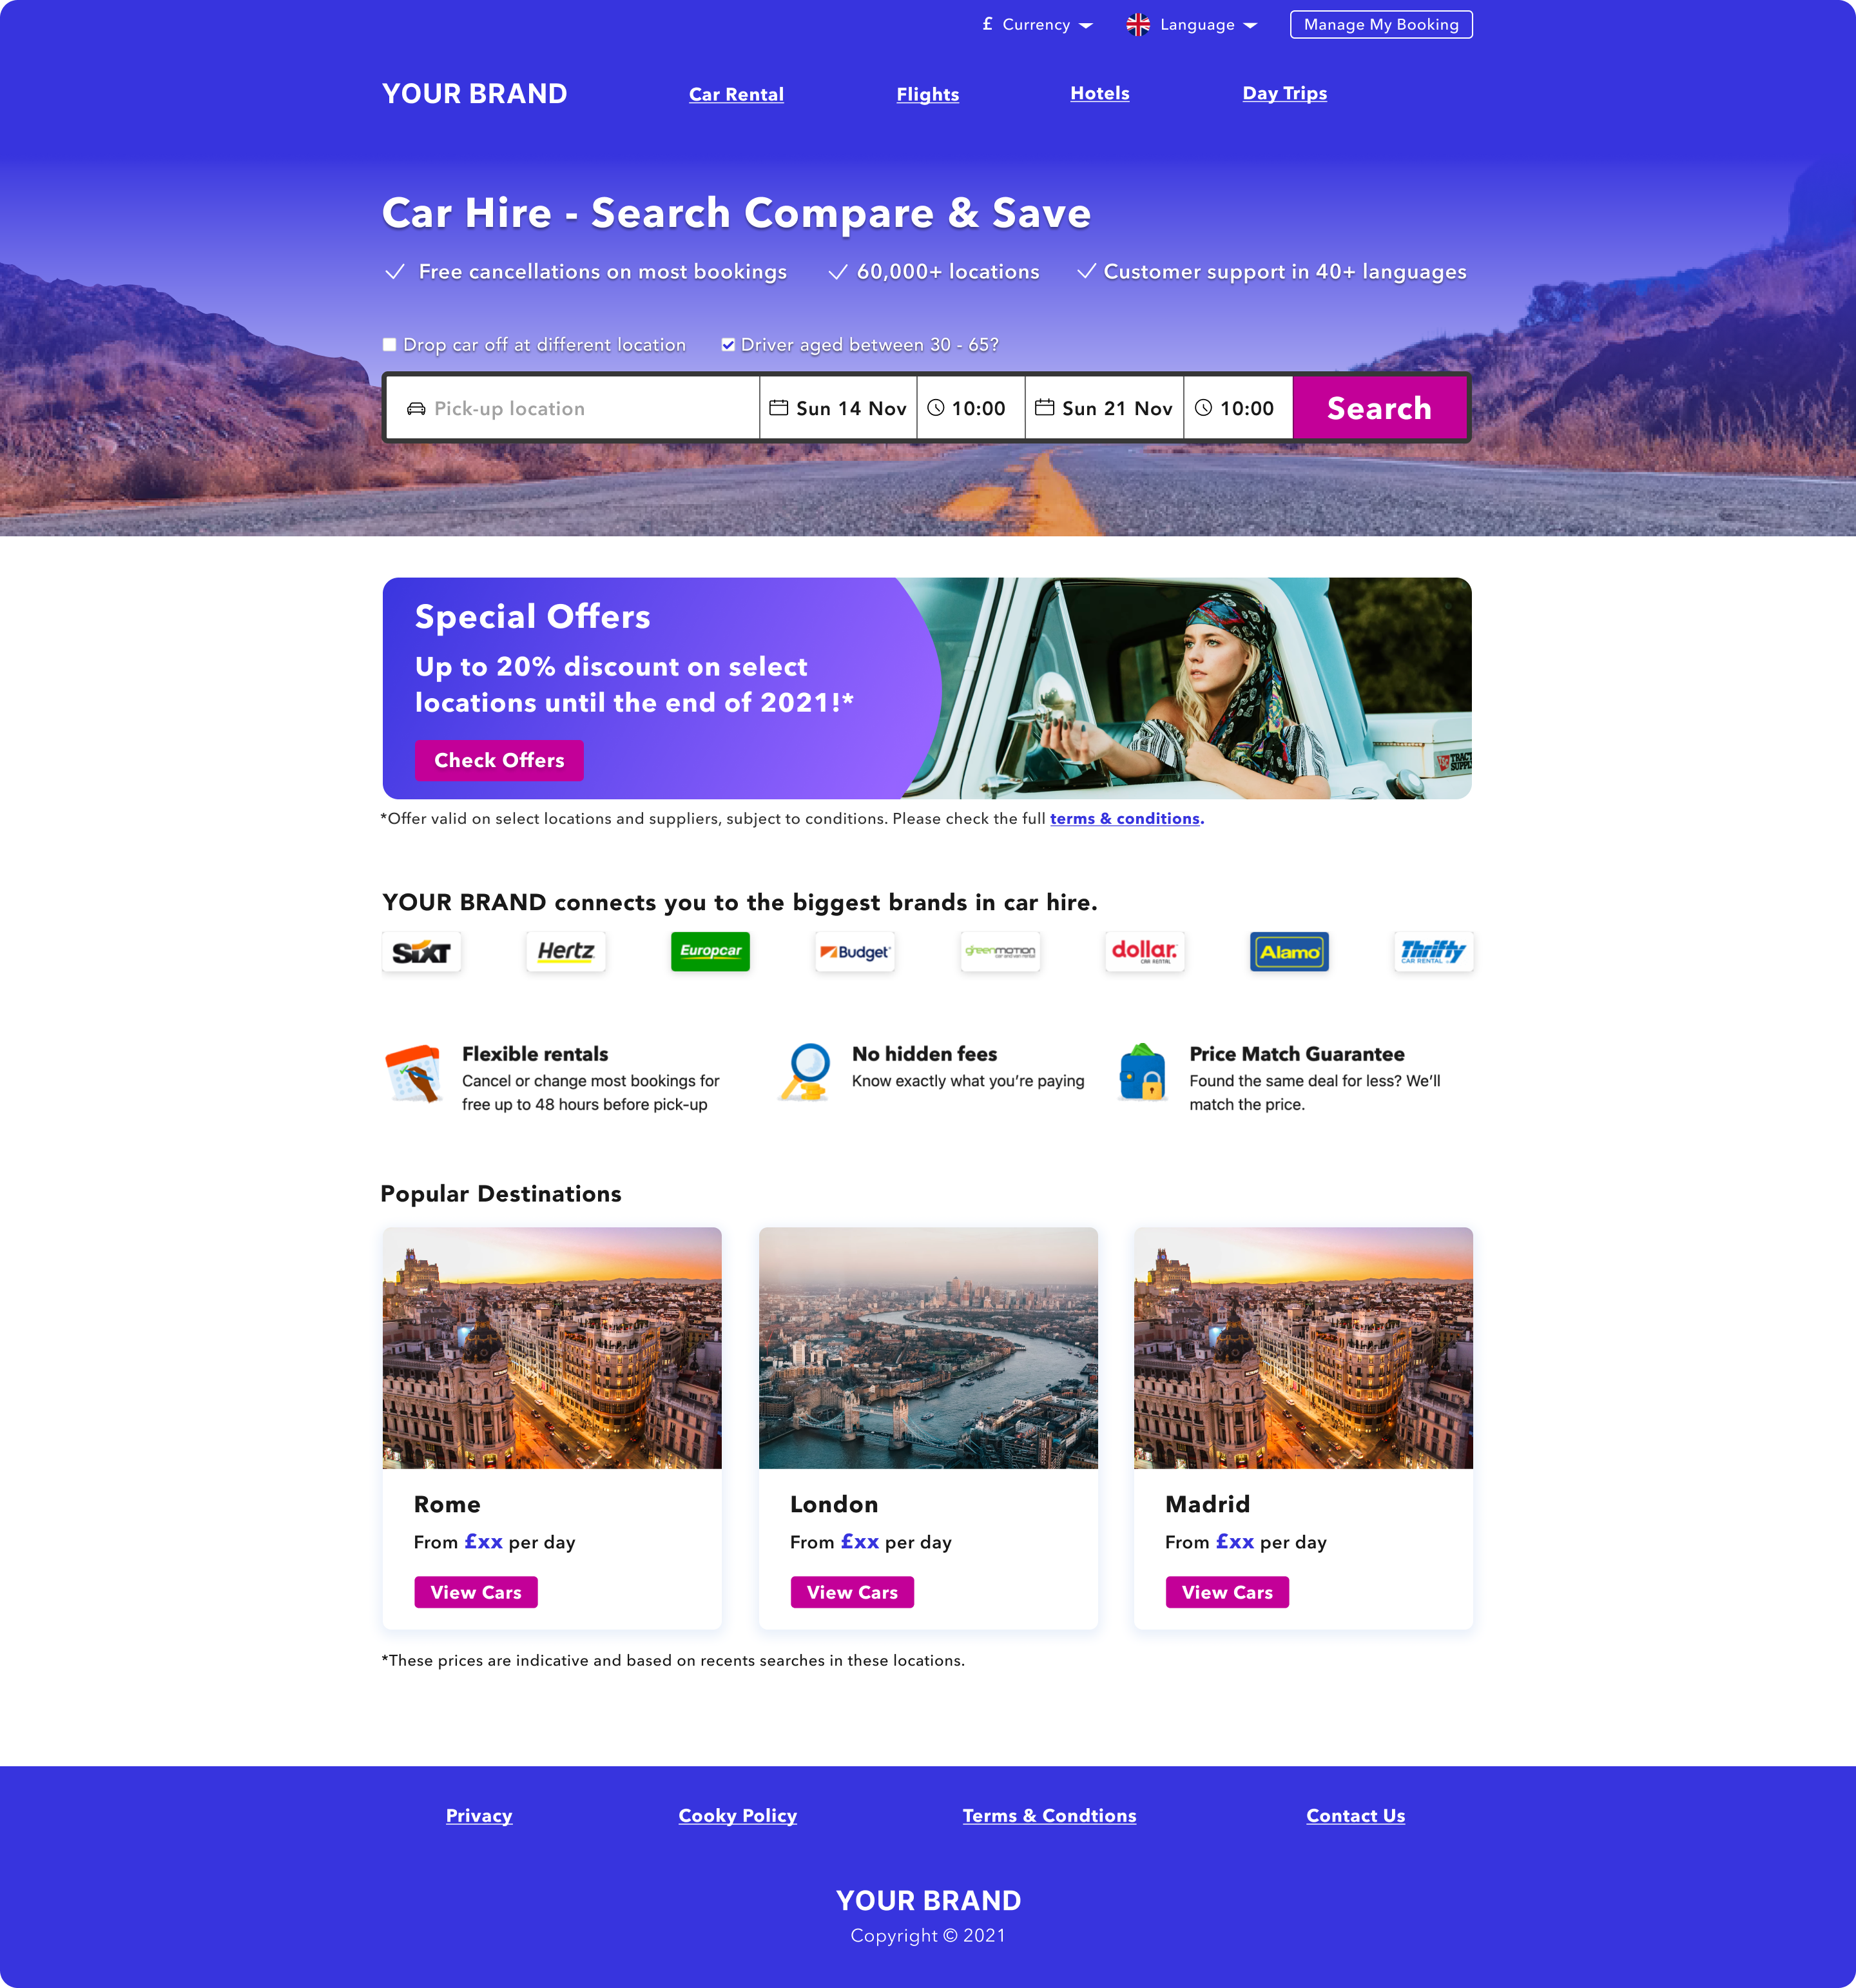 £ Currency Language Manage My Booking
YOUR BRAND Car Rental Flights Hotels Day Trips
Car Hire - Search Compare & Save
Free cancellations on most bookings 60,000+ locations Customer support in 40+ languages
Drop car off at different location Driver aged between 30 - 65?
Pick-up location Sun 14 Nov 10:00 Sun 21 Nov 10:00 Search
Special Offers
Up to 20% discount on select
locations until the end of 2021!*
Check Offers
*Offer valid on select locations and suppliers, subject to conditions. Please check the full terms & conditions.
YOUR BRAND connects you to the biggest brands in car hire.
SIXT Hertz Europcar Budget greenmotion dollar. Alamo Thrifty
car and van rental CAR RENTAL CAR RENTAL
Flexible rentals
Cancel or change most bookings for
free up to 48 hours before pick-up
No hidden fees
Know exactly what you’re paying
Price Match Guarantee
Found the same deal for less? We’ll
match the price.
Popular Destinations
Rome
From £xx per day
View Cars
London
From £xx per day
View Cars
Madrid
From £xx per day
View Cars
*These prices are indicative and based on recents searches in these locations.
Privacy Cooky Policy Terms & Condtions Contact Us
YOUR BRAND
Copyright © 2021